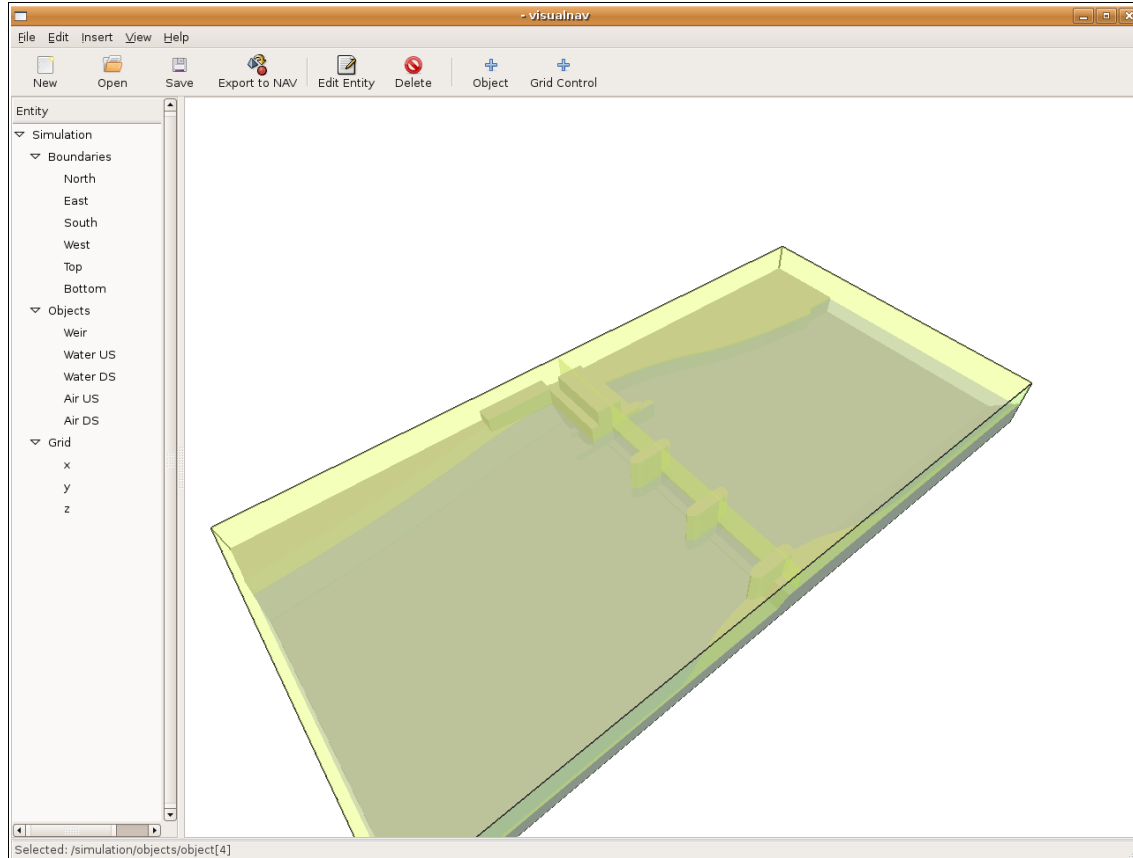 - visualnav
File Edit Insert View Help
New Open Save Export to NAV Edit Entity Delete Object Grid Control
Entity
Simulation
Boundaries
North
East
South
West
Top
Bottom
Objects
Weir
Water US
Water DS
Air US
Air DS
Grid
x
y
z
Selected: /simulation/objects/object[4]